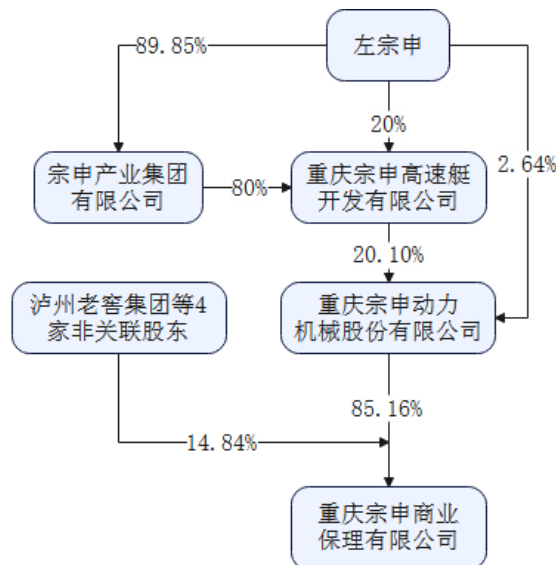 左宗申
89.85%
20%
2.64%
宗申产业集团
有限公司
80%
重庆宗申高速艇
开发有限公司
20.10%
泸州老窖集团等4
家非关联股东
重庆宗申动力
机械股份有限公司
85.16%
14.84%
重庆宗申商业
保理有限公司